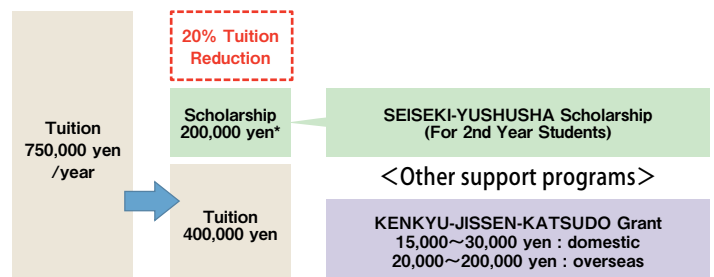 20% Tuition
Reduction
Tuition
750,000 yen
/year
Scholarship
200,000 yen*
SEISEKI-YUSHUSHA Scholarship
(For 2nd Year Students)
<Other support programs>
Tuition
400,000 yen
KENKYU-JISSEN-KATSUDO Grant
15,000～30,000 yen : domestic
20,000～200,000 yen : overseas